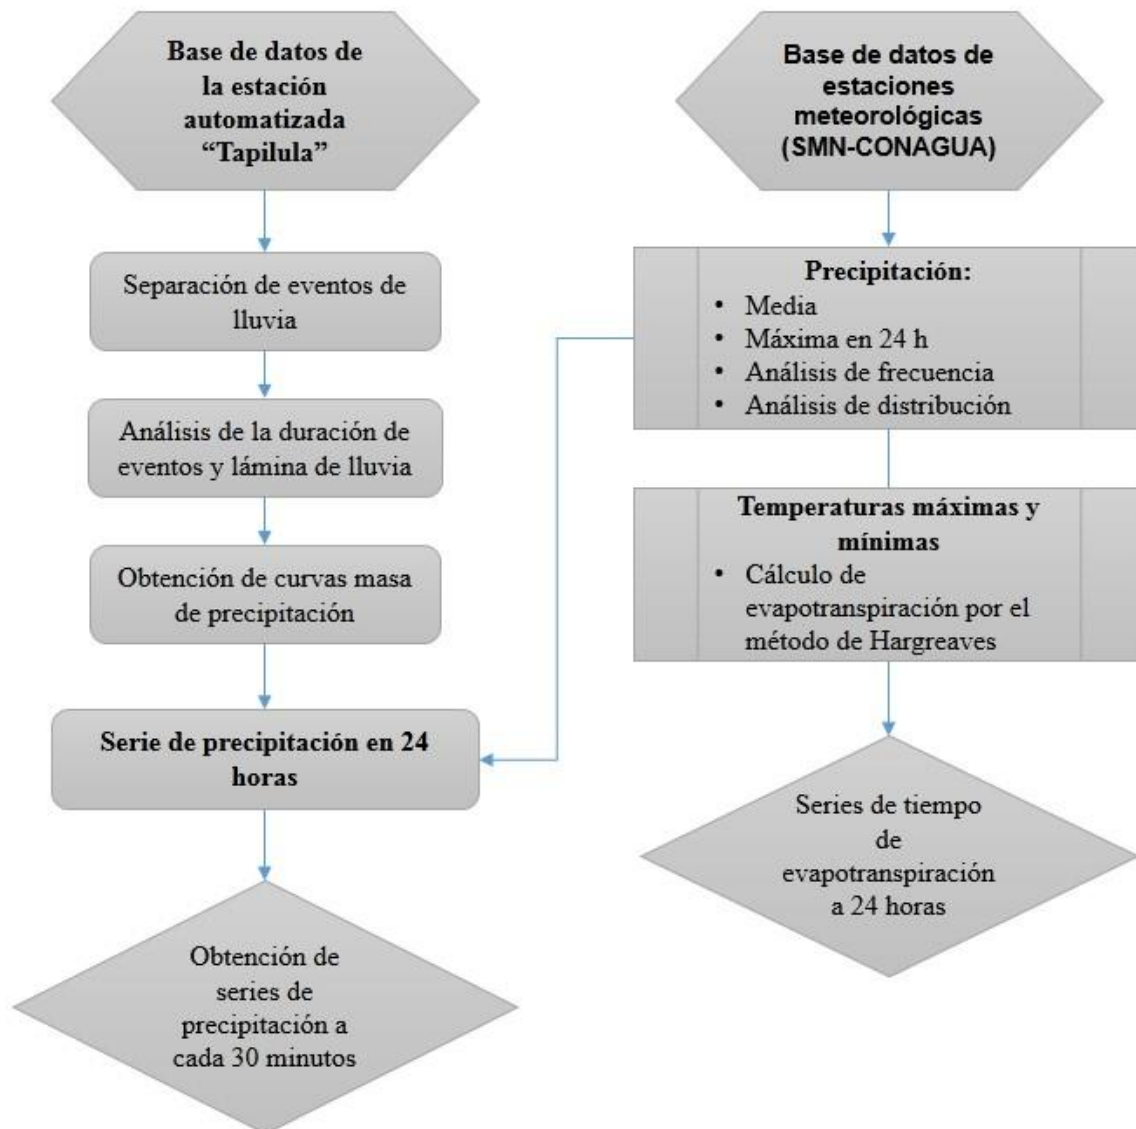 Base de datos de
la estación
automatizada
“Tapilula”
Separación de eventos de
lluvia
Análisis de la duración de
eventos y lámina de lluvia
Obtención de curvas masa
de precipitación
Serie de precipitación en 24
horas
Obtención de
series de
precipitación a
cada 30 minutos
Base de datos de
estaciones
meteorológicas
(SMN-CONAGUA)
Precipitación:
• Media
• Máxima en 24 h
• Análisis de frecuencia
• Análisis de distribución
Temperaturas máximas y
mínimas
• Cálculo de
evapotranspiración por el
método de Hargreaves
Series de tiempo
de
evapotranspiración
a 24 horas